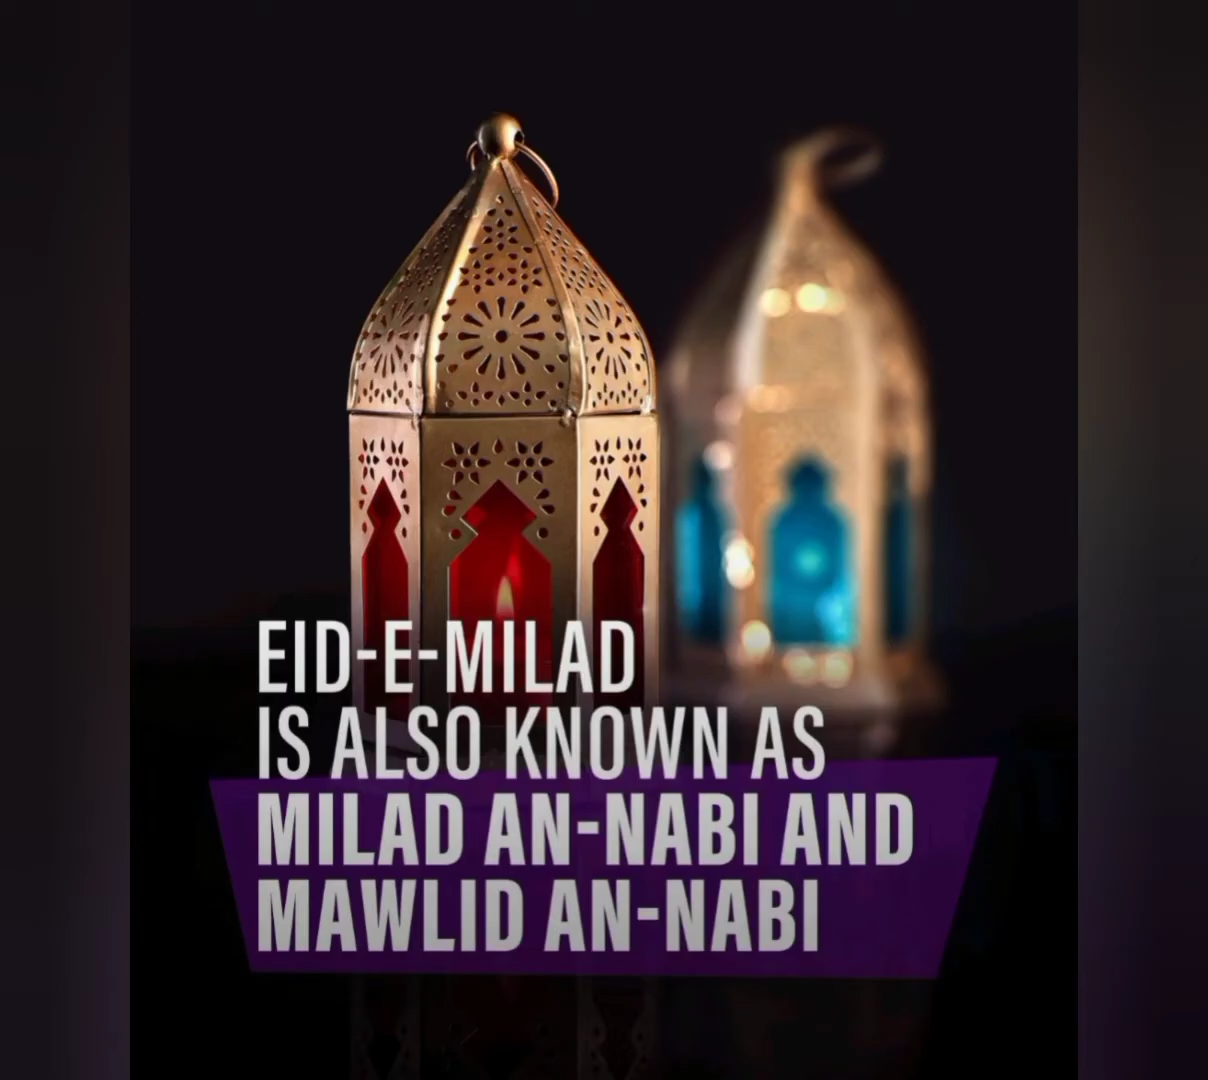 EID-E-MILAD
IS ALSO KNOWN AS
MILAD AN-NABI AND
MAWLID AN-NABI